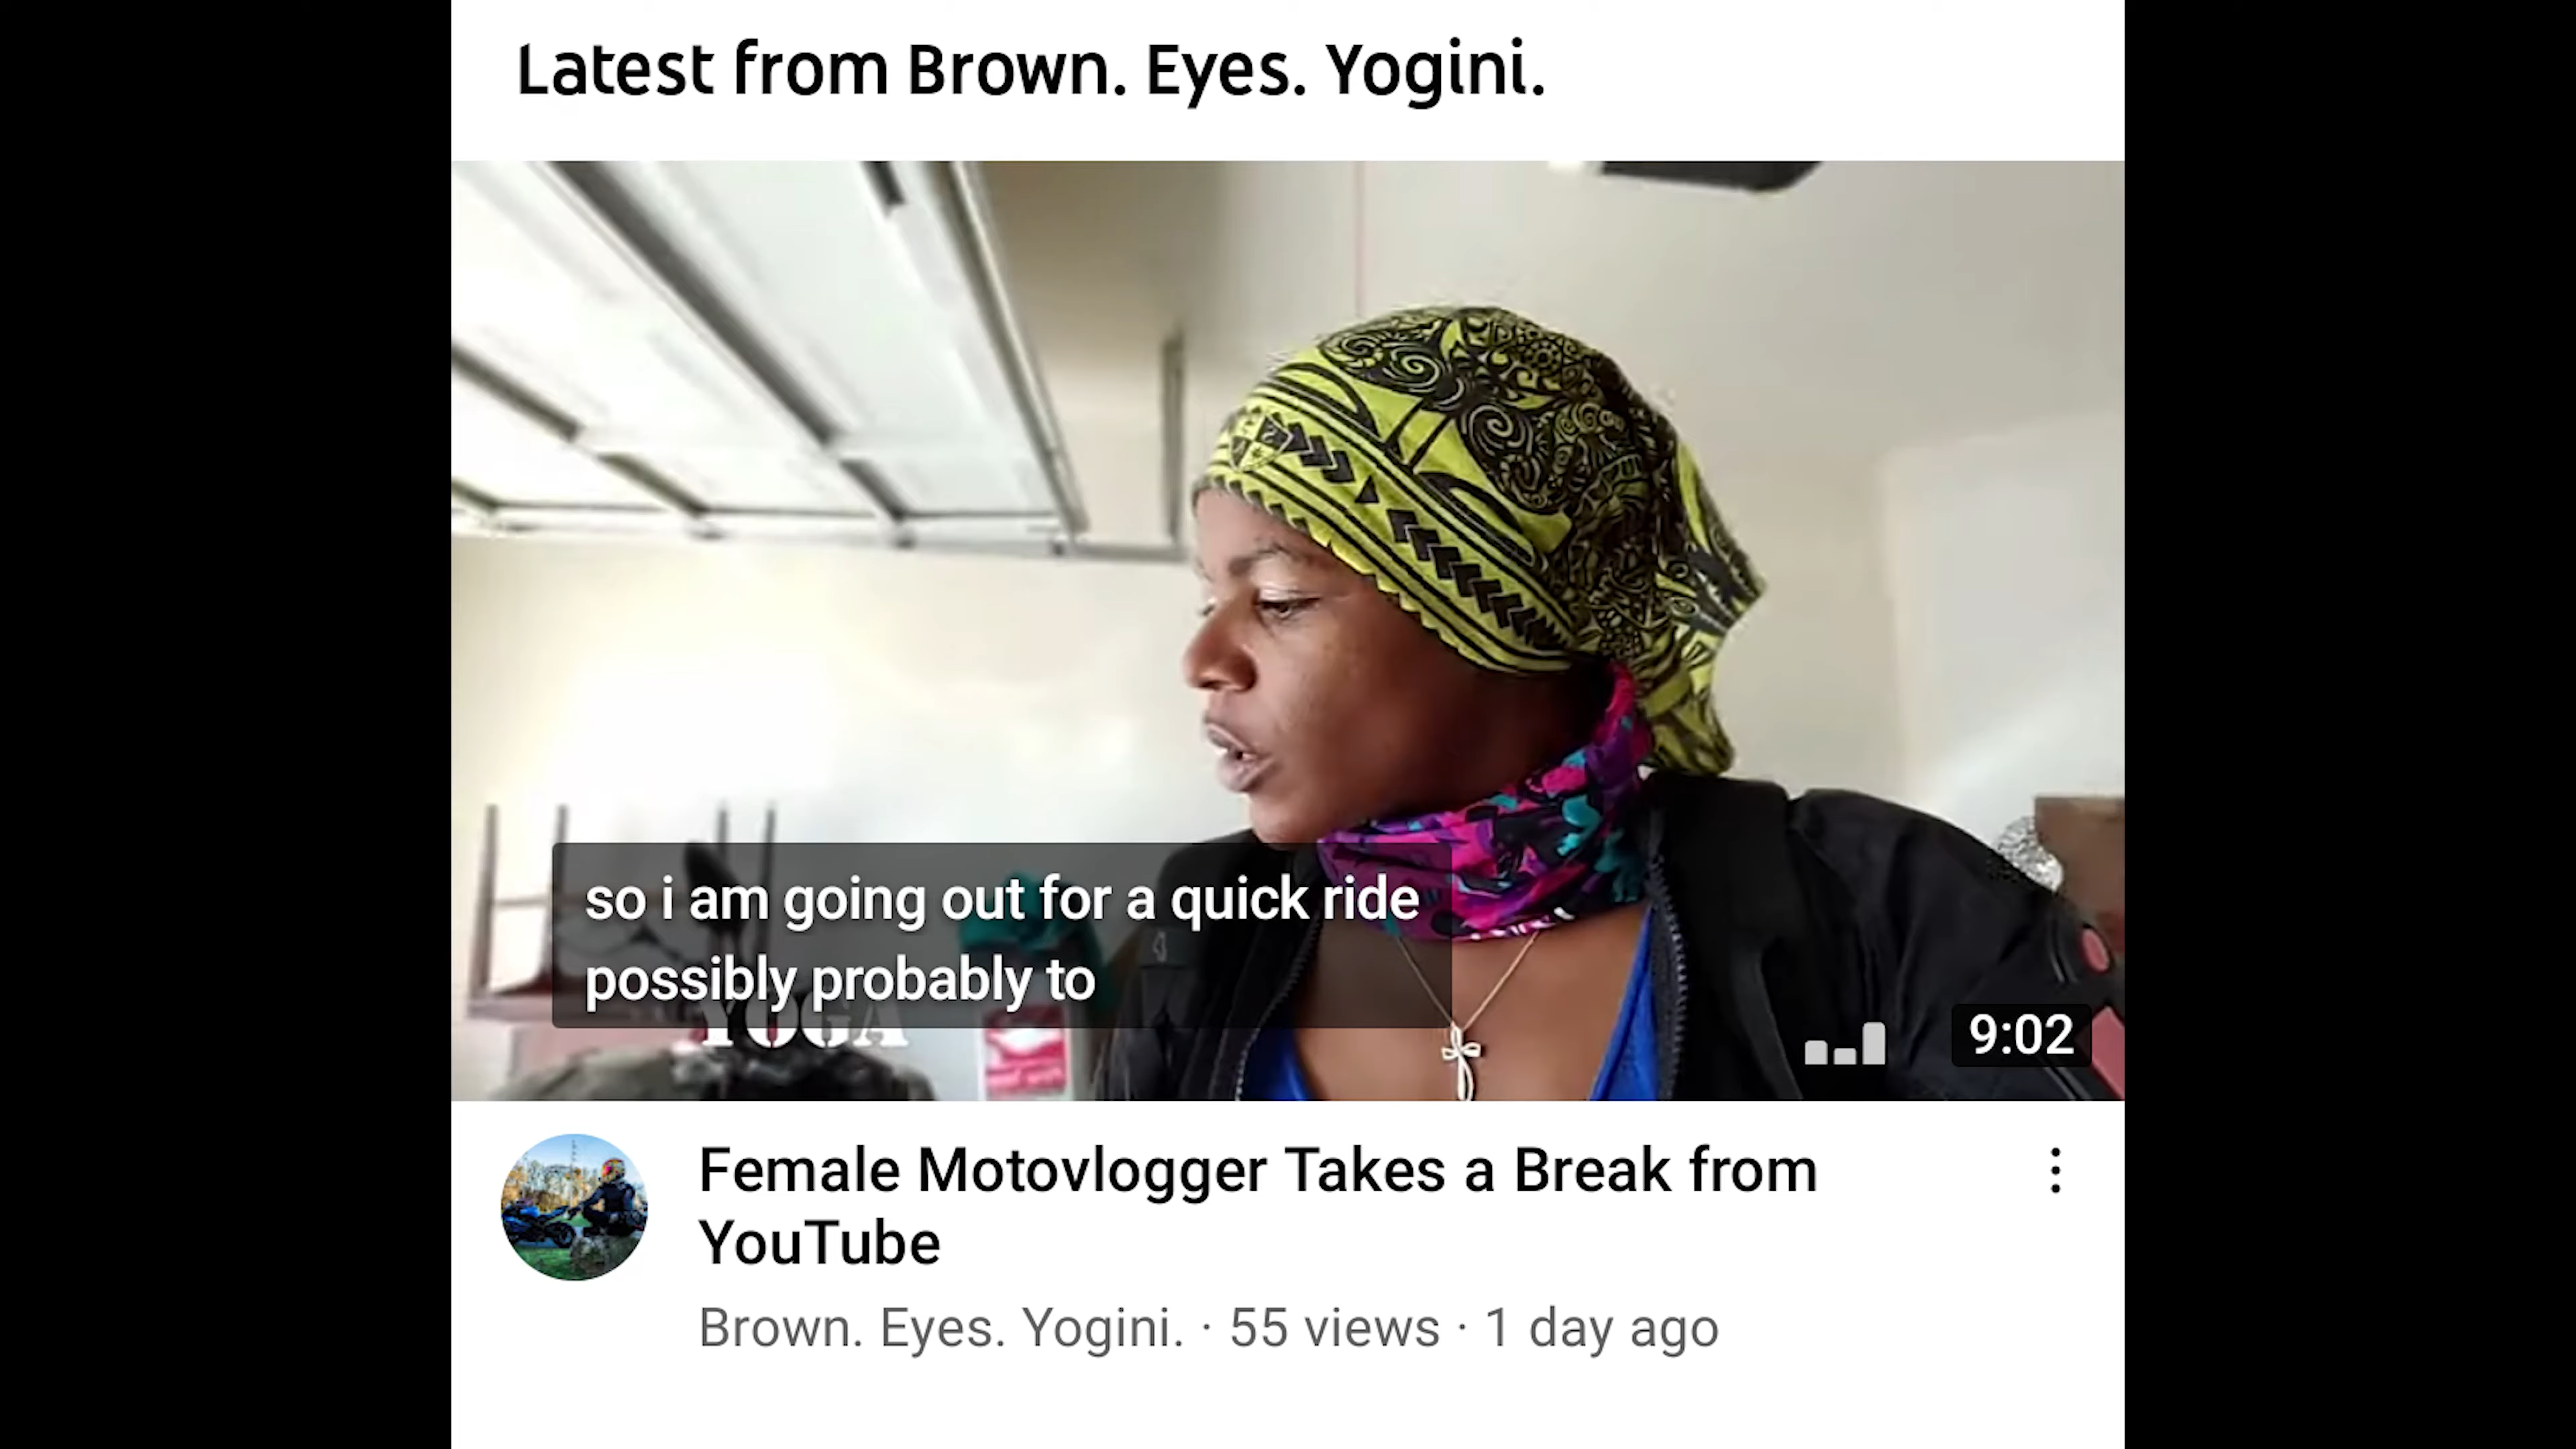 Latest from Brown. Eyes. Yogini.
so i am going out for a quick ride
possibly probably to
YOGA
9:02
Female Motovlogger Takes a Break from
YouTube
Brown. Eyes. Yogini. · 55 views · 1 day ago